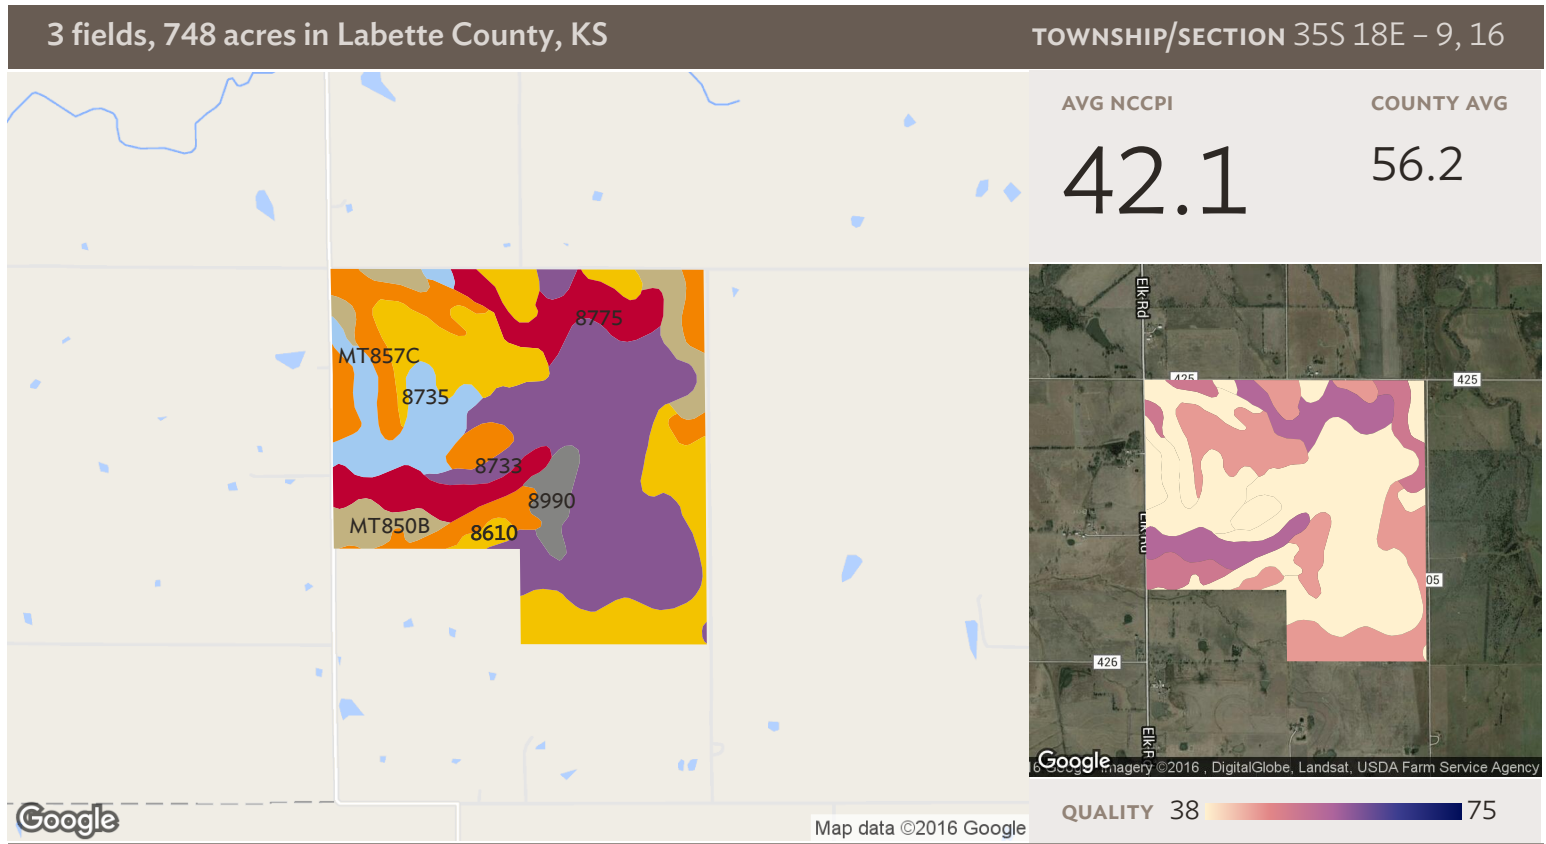 3 fields, 748 acres in Labette County, KS
TOWNSHIP/SECTION 35S 18E – 9, 16
AVG NCCPI
COUNTY AVG
42.1
56.2
8775
MT857C
8735
8733
8990
MT850B
8610
Google
Map data ©2016 Google
Elk Rd
425
425
Elk Rd
05
426
Elk R
Google
Imagery ©2016 , DigitalGlobe, Landsat, USDA Farm Service Agency
QUALITY 38
75